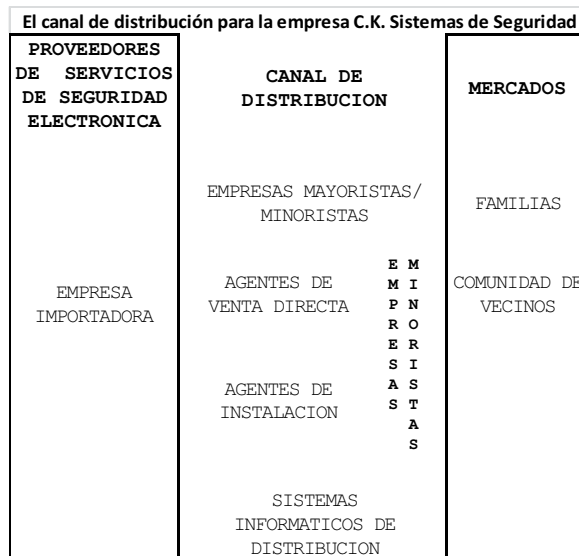 El canal de distribución para la empresa C.K. Sistemas de Seguridad
PROVEEDORES
DE SERVICIOS
DE SEGURIDAD
ELECTRONICA
CANAL DE
DISTRIBUCION
MERCADOS
EMPRESAS MAYORISTAS/
MINORISTAS
FAMILIAS
EMPRESA
IMPORTADORA
AGENTES DE
VENTA DIRECTA
EMPRESAS
MINORISTAS
COMUNIDAD DE
VECINOS
AGENTES DE
INSTALACION
SISTEMAS
INFORMATICOS DE
DISTRIBUCION